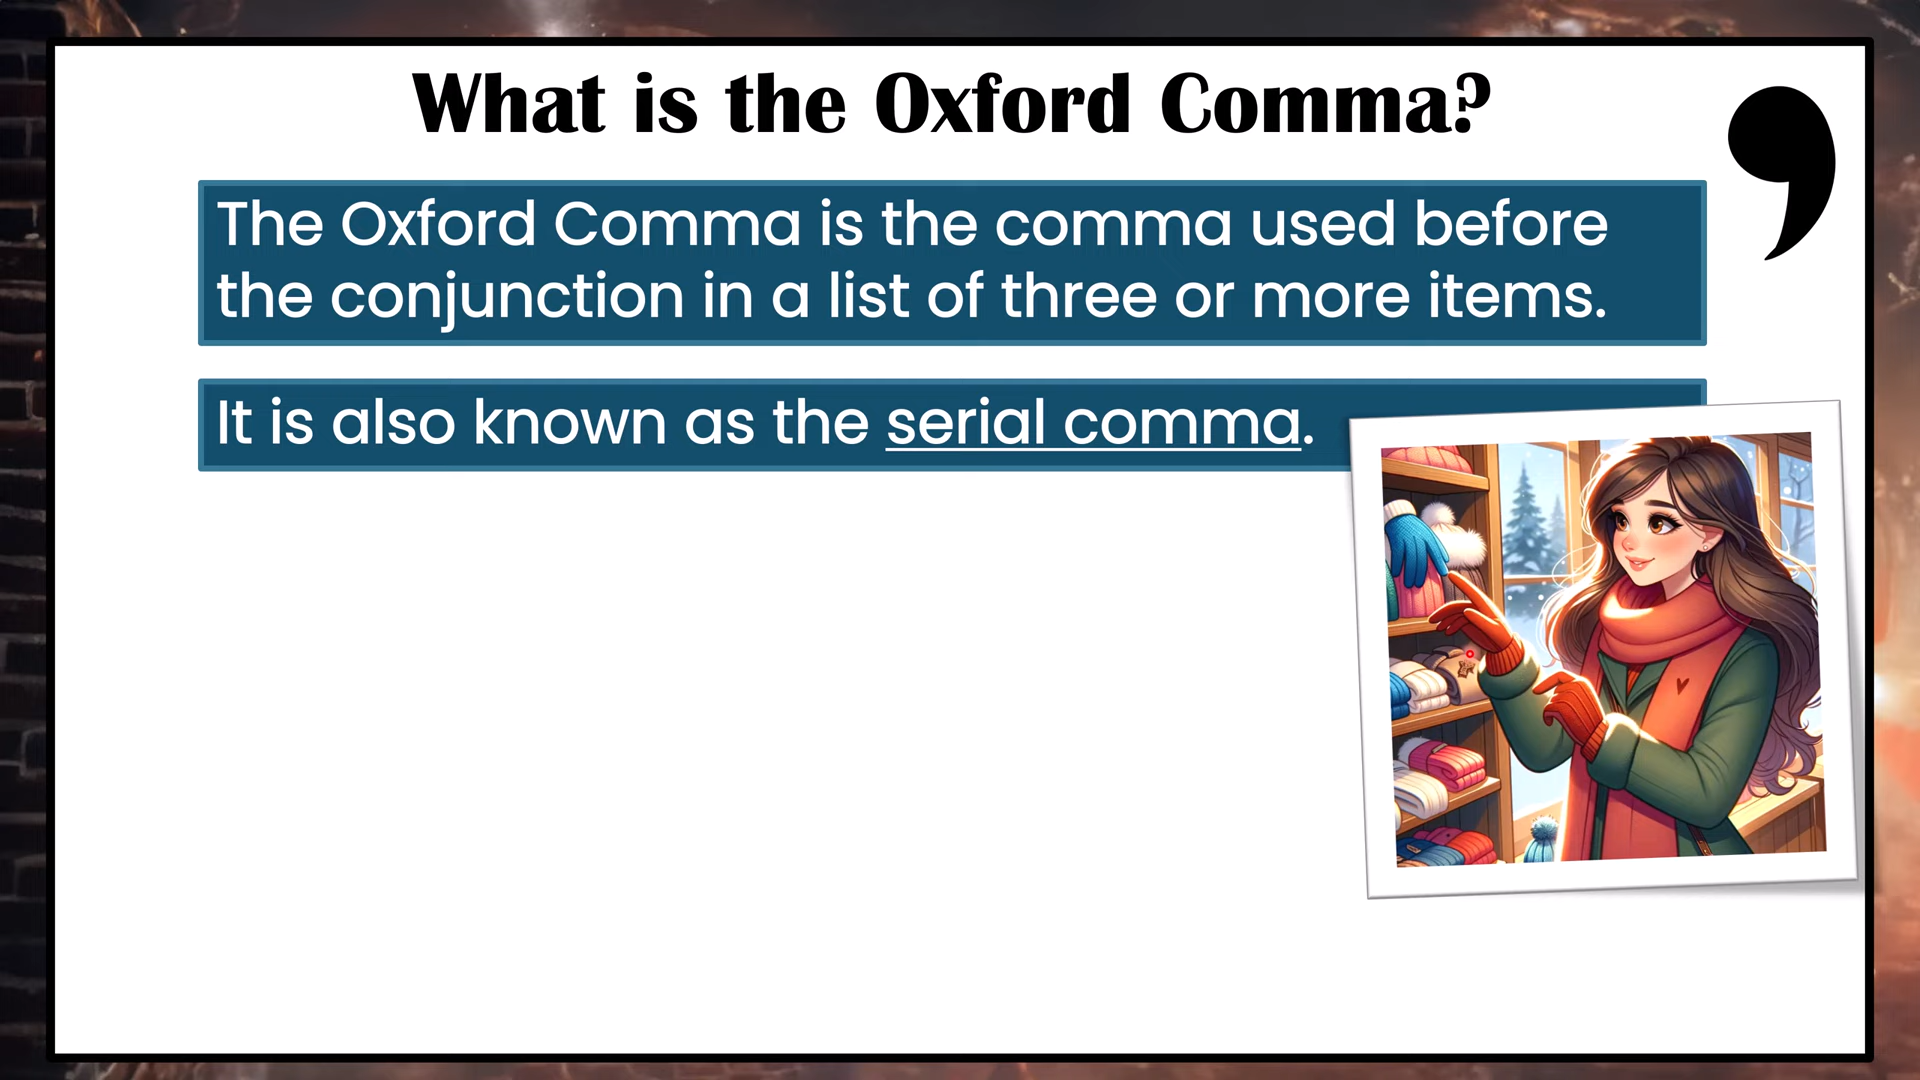 What is the Oxford Comma?
The Oxford Comma is the comma used before
the conjunction in a list of three or more items.
It is also known as the serial comma.